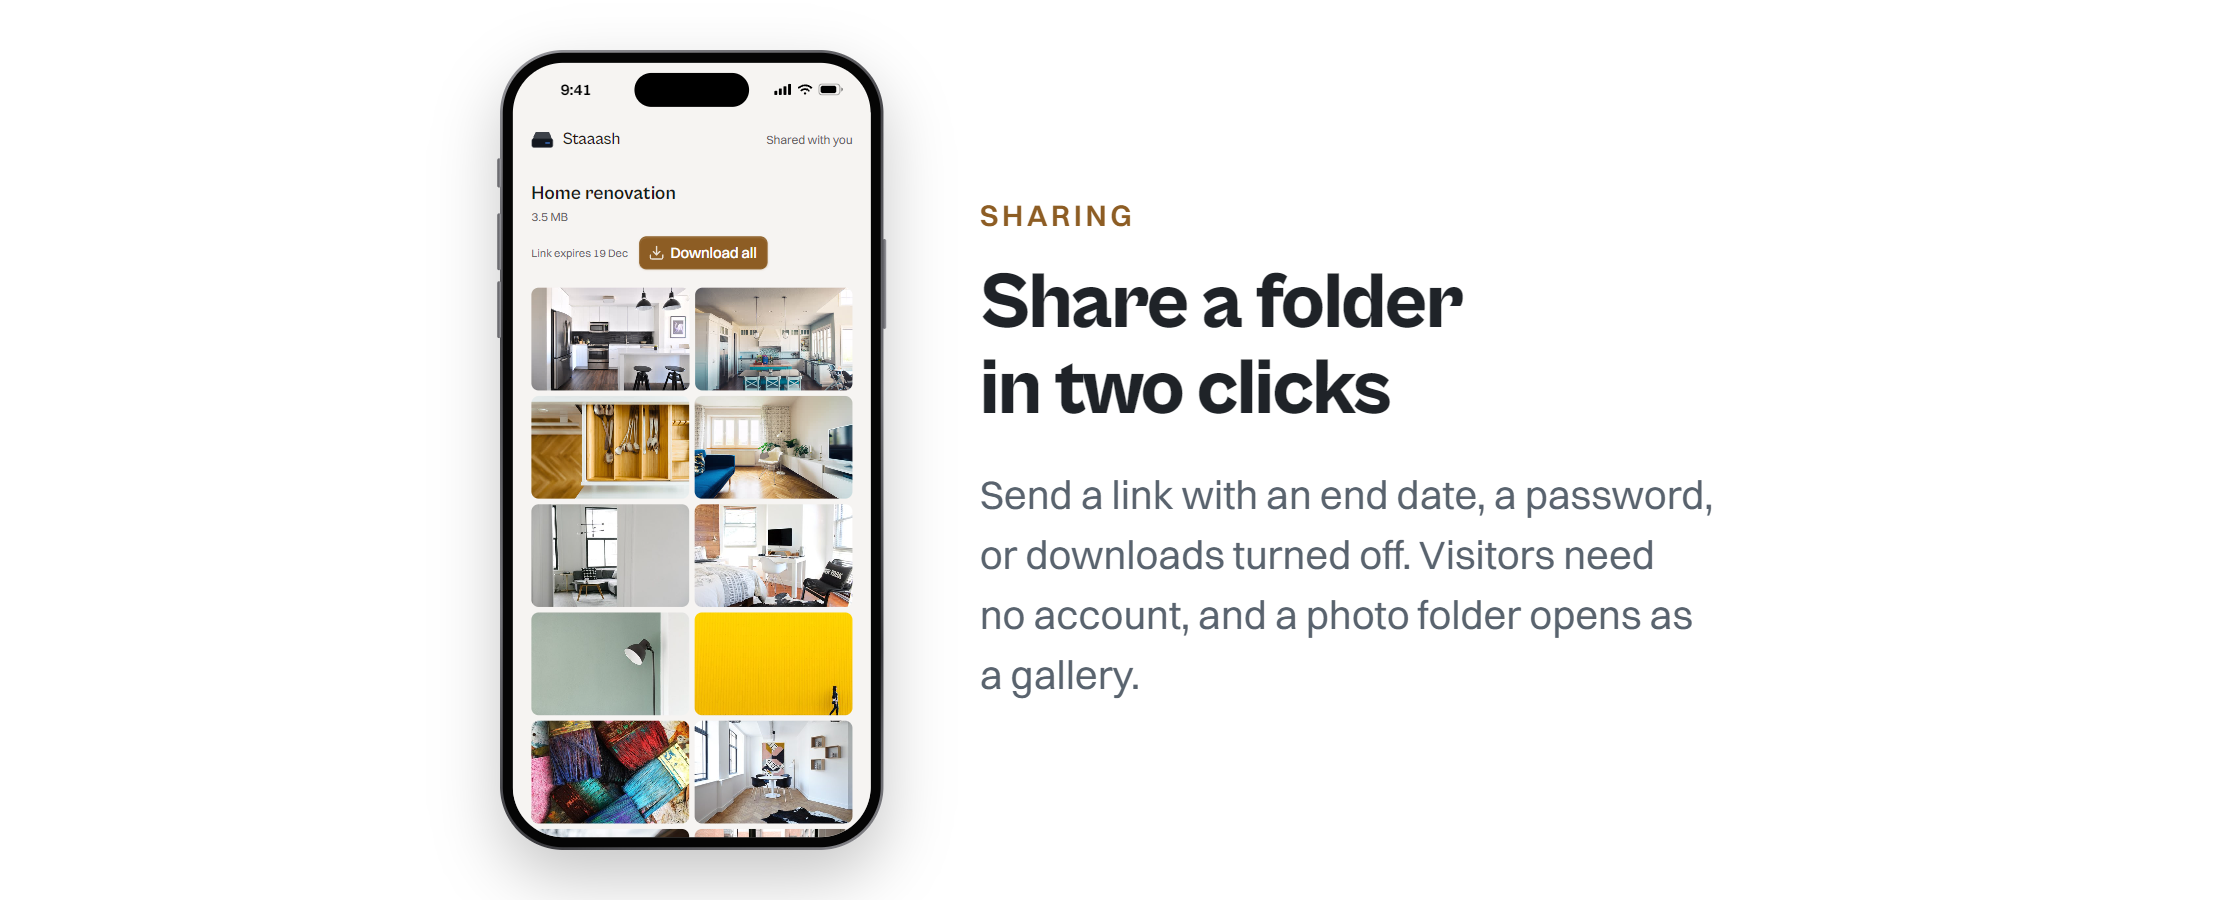 9:41
Staaash
Shared with you
Home renovation
3.5 MB
Link expires 19 Dec
Download all
SHARING
Share a folder
in two clicks
Send a link with an end date, a password,
or downloads turned off. Visitors need
no account, and a photo folder opens as
a gallery.